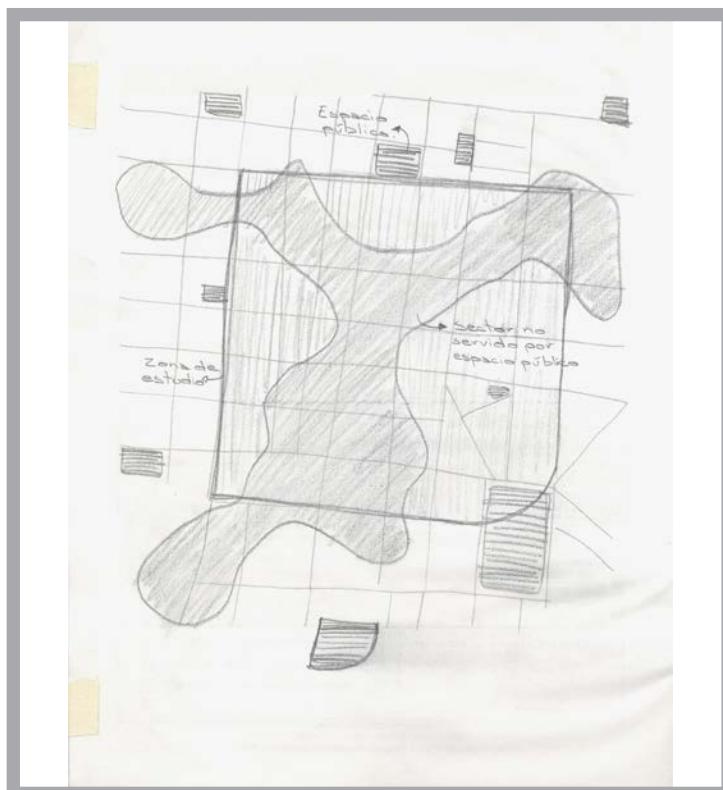 Espacio
público.
Sector no
servido por
espacio público
Zona de
estudio